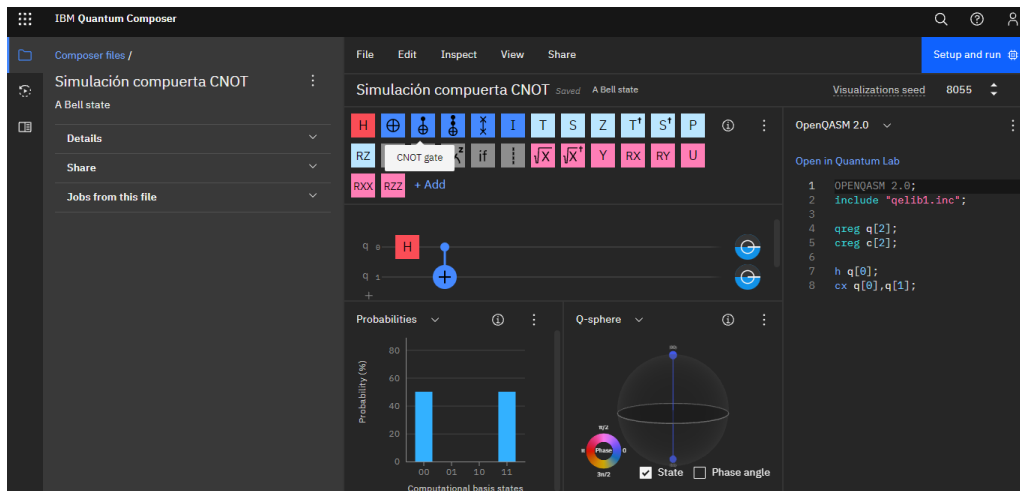 IBM Quantum Composer
Composer files /
Simulación compuerta CNOT
A Bell state
Details
Share
Jobs from this file
File Edit Inspect View Share
Setup and run
Simulación compuerta CNOT Saved A Bell state
Visualizations seed 8055
H I T S Z T† S† P
RZ CNOT gate z if √X √X† Y RX RY U
RXX RZZ + Add
q 0 H
q 1
+
Probabilities
Probability (%)
80
60
40
20
0
00 01 10 11
Computational basis states
Q-sphere
π/2
π Phase 0
3π/2
State Phase angle
OpenQASM 2.0
Open in Quantum Lab
1 OPENQASM 2.0;
2 include "qelib1.inc";
3
4 qreg q[2];
5 creg c[2];
6
7 h q[0];
8 cx q[0],q[1];